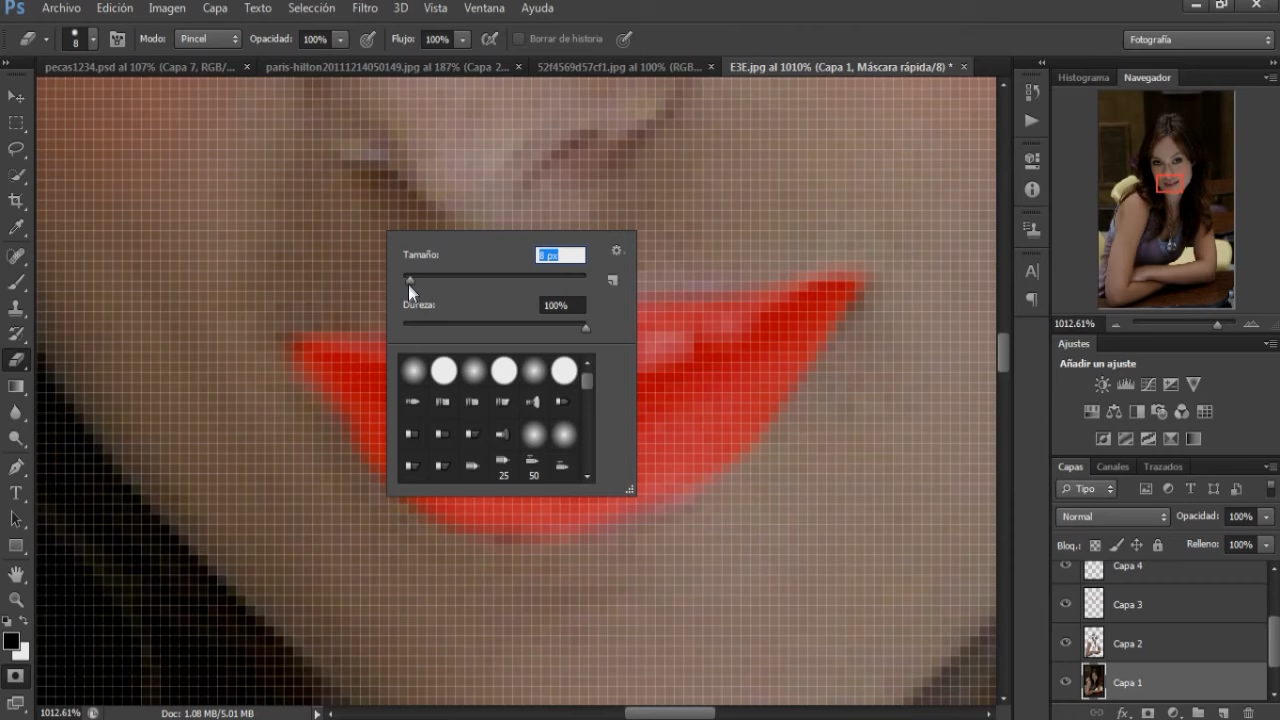 Ps Archivo Edición Imagen Capa Texto Selección Filtro 3D Vista Ventana Ayuda
8 Modo: Pincel Opacidad: 100% Flujo: 100% Borrar de historia Fotografía
pecas1234.psd al 107% (Capa 7, RGB/... × paris-hilton20111214050149.jpg al 187% (Capa 2... × 52f4569d57cf1.jpg al 100% (RGB... × E3E.jpg al 1010% (Capa 1, Máscara rápida/8) * ×
Histograma Navegador
Tamaño: 8 px
Dureza: 100%
25 50
1012.61%
Ajustes
Añadir un ajuste
Capas Canales Trazados
Tipo
Normal Opacidad: 100%
Bloq.: Relleno: 100%
Capa 4
Capa 3
Capa 2
Capa 1
1012.61% Doc: 1.08 MB/5.01 MB